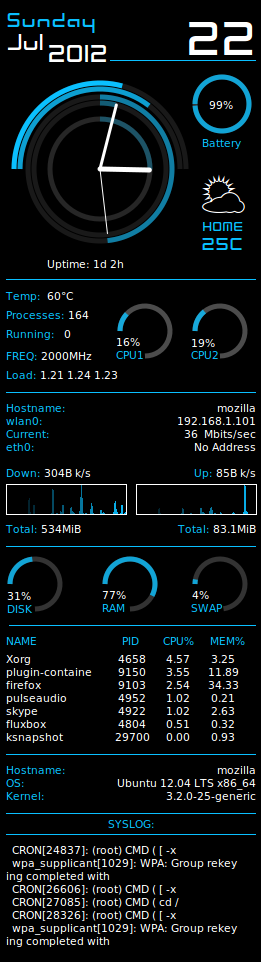 Sunday
22
Jul 2012
99%
Battery
HOME
25C
Uptime: 1d 2h
Temp: 60°C
Processes: 164
Running: 0
16%
19%
FREQ: 2000MHz
CPU1
CPU2
Load: 1.21 1.24 1.23
Hostname: mozilla
wlan0: 192.168.1.101
Current: 36 Mbits/sec
eth0: No Address
Down: 304B k/s
Up: 85B k/s
Total: 534MiB
Total: 83.1MiB
31%
77%
4%
DISK
RAM
SWAP
NAME PID CPU% MEM%
Xorg 4658 4.57 3.25
plugin-containe 9150 3.55 11.89
firefox 9103 2.54 34.33
pulseaudio 4952 1.02 0.21
skype 4922 1.02 2.63
fluxbox 4804 0.51 0.32
ksnapshot 29700 0.00 0.93
Hostname: mozilla
OS: Ubuntu 12.04 LTS x86_64
Kernel: 3.2.0-25-generic
SYSLOG:
CRON[24837]: (root) CMD ( [ -x
wpa_supplicant[1029]: WPA: Group rekey
ing completed with
CRON[26606]: (root) CMD ( [ -x
CRON[27085]: (root) CMD ( cd /
CRON[28326]: (root) CMD ( [ -x
wpa_supplicant[1029]: WPA: Group rekey
ing completed with